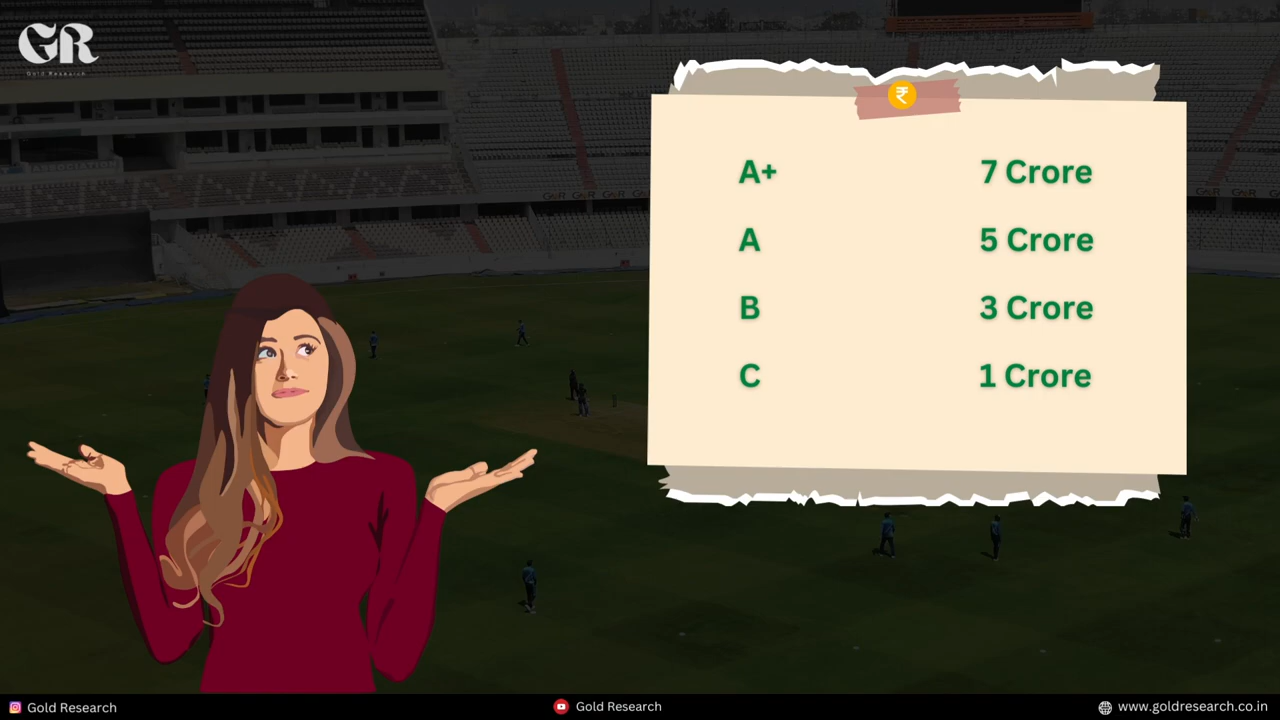 GR
Gold Research
₹
A+ 7 Crore
A 5 Crore
B 3 Crore
C 1 Crore
Gold Research
Gold Research
www.goldresearch.co.in